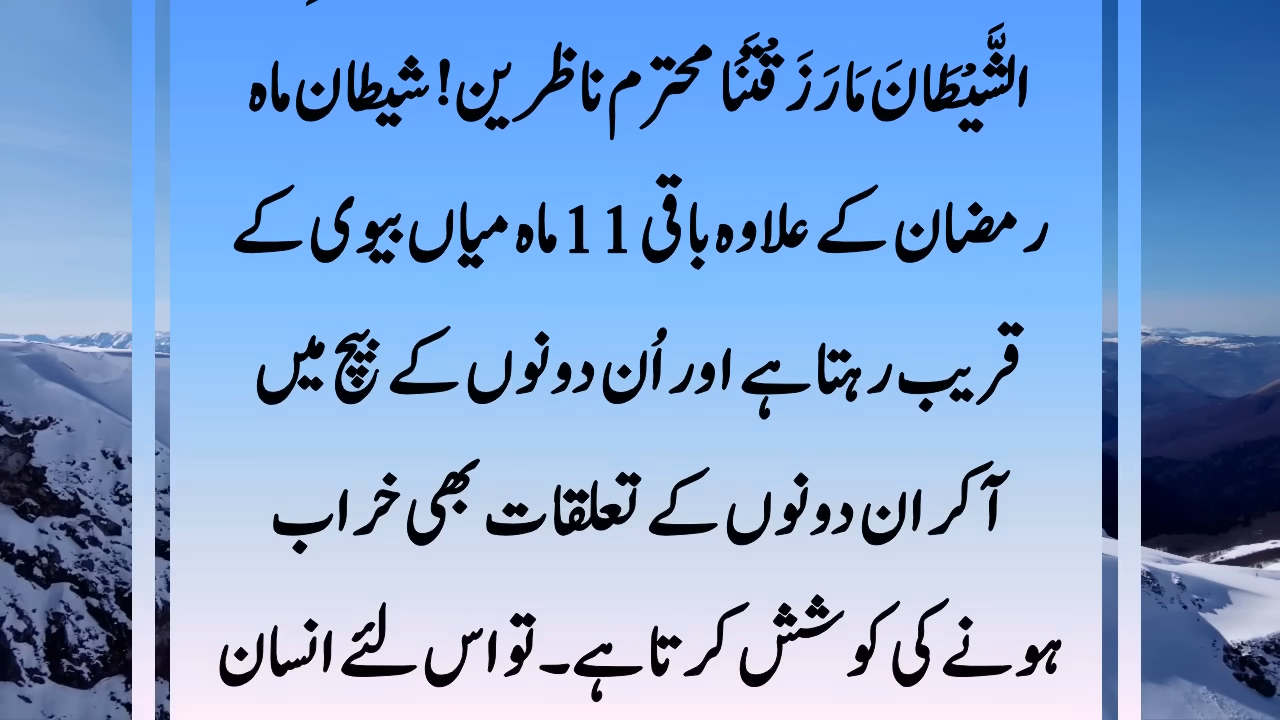 الشَّیْطَانَ مَا رَزَقْتَنَا محترم ناظرین! شیطان ماہ
رمضان کے علاوہ باقی 11 ماہ میاں بیوی کے
قریب رہتا ہے اور اُن دونوں کے بیچ میں
آکر ان دونوں کے تعلقات بھی خراب
ہونے کی کوشش کرتا ہے۔ تو اس لئے انسان